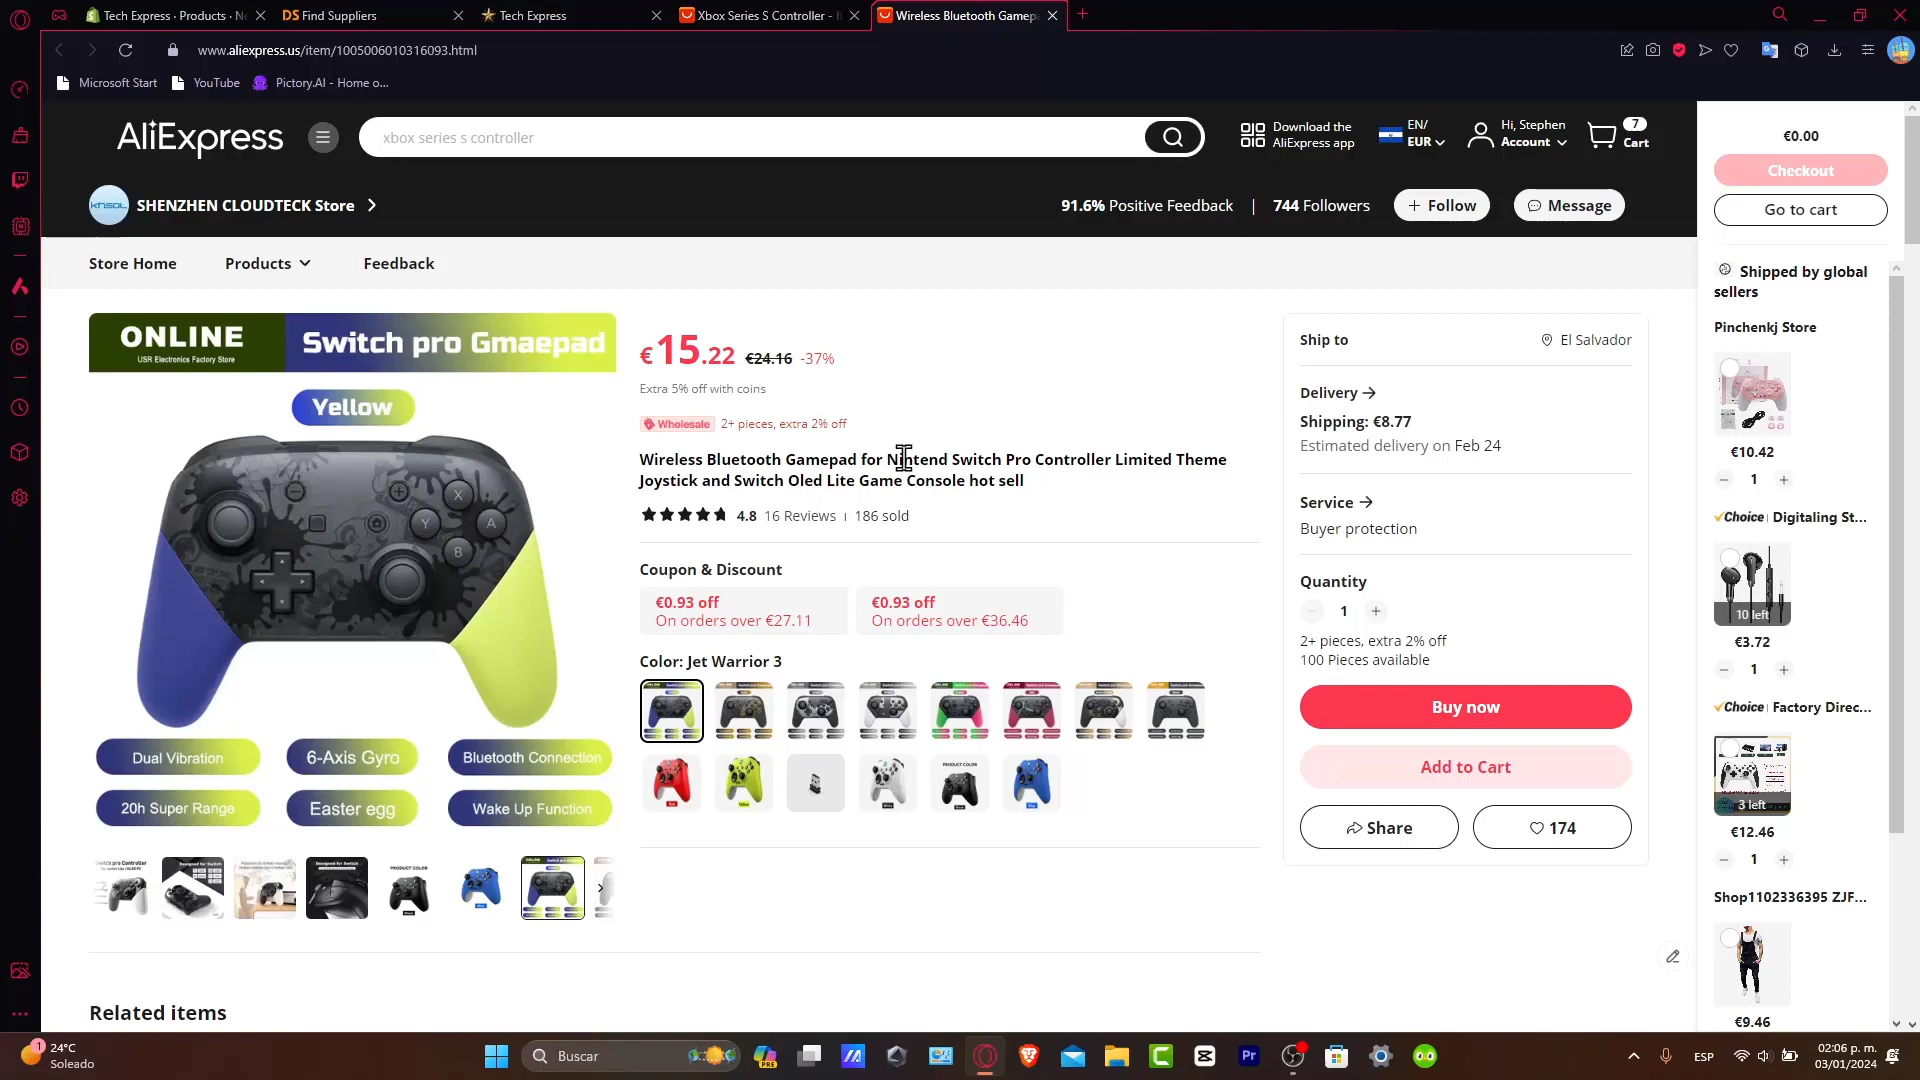 Tech Express · Products · Ne
Find Suppliers
Tech Express
Xbox Series S Controller -
Wireless Bluetooth Gamep
www.aliexpress.us/item/1005006010316093.html
Microsoft Start
YouTube
Pictory.AI - Home o...
AliExpress
xbox series s controller
Download the
AliExpress app
EN/
EUR
Hi, Stephen
Account
7
Cart
khsol
SHENZHEN CLOUDTECK Store
91.6% Positive Feedback
|
744 Followers
+ Follow
Message
Store Home
Products
Feedback
ONLINE
USR Electronics Factory Store
Switch pro Gmaepad
Yellow
X
Y
A
B
Dual Vibration
6-Axis Gyro
Bluetooth Connection
20h Super Range
Easter egg
Wake Up Function
€15.22 €24.16 -37%
Extra 5% off with coins
Wholesale 2+ pieces, extra 2% off
Wireless Bluetooth Gamepad for Nintend Switch Pro Controller Limited Theme
Joystick and Switch Oled Lite Game Console hot sell
4.8 16 Reviews 186 sold
Coupon & Discount
€0.93 off
On orders over €27.11
€0.93 off
On orders over €36.46
Color: Jet Warrior 3
Ship to
El Salvador
Delivery
Shipping: €8.77
Estimated delivery on Feb 24
Service
Buyer protection
Quantity
1 +
2+ pieces, extra 2% off
100 Pieces available
Buy now
Add to Cart
Share
174
Related items
€0.00
Checkout
Go to cart
Shipped by global
sellers
Pinchenkj Store
€10.42
− 1 +
Choice Digitaling St...
10 left
€3.72
− 1 +
Choice Factory Direc...
3 left
€12.46
− 1 +
Shop1102336395 ZJF...
€9.46
1
24°C
Soleado
Buscar
PRE
Pr
ESP
02:06 p. m.
03/01/2024